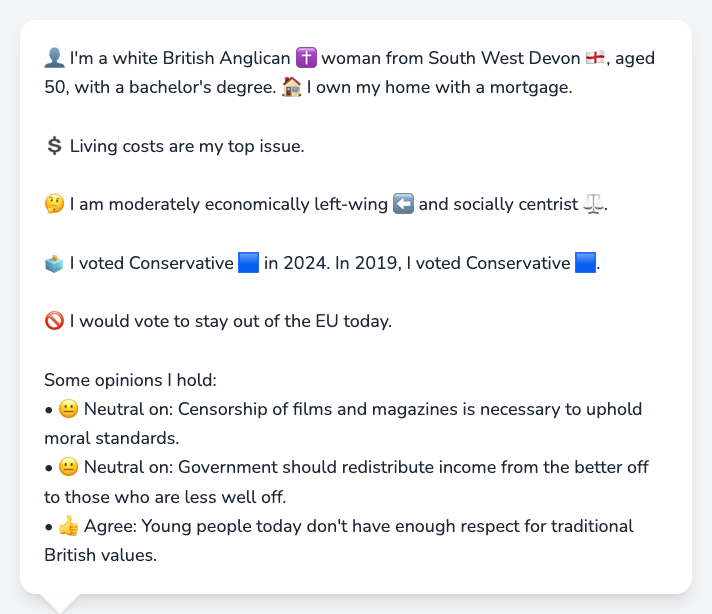 👤 I'm a white British Anglican ✝️ woman from South West Devon 🏴󠁧󠁢󠁥󠁮󠁧󠁿, aged
50, with a bachelor's degree. 🏠 I own my home with a mortgage.
💲 Living costs are my top issue.
🤔 I am moderately economically left-wing ⬅️ and socially centrist ⚖️.
🗳️ I voted Conservative 🟦 in 2024. In 2019, I voted Conservative 🟦.
🚫 I would vote to stay out of the EU today.
Some opinions I hold:
• 😐 Neutral on: Censorship of films and magazines is necessary to uphold
moral standards.
• 😐 Neutral on: Government should redistribute income from the better off
to those who are less well off.
• 👍 Agree: Young people today don't have enough respect for traditional
British values.